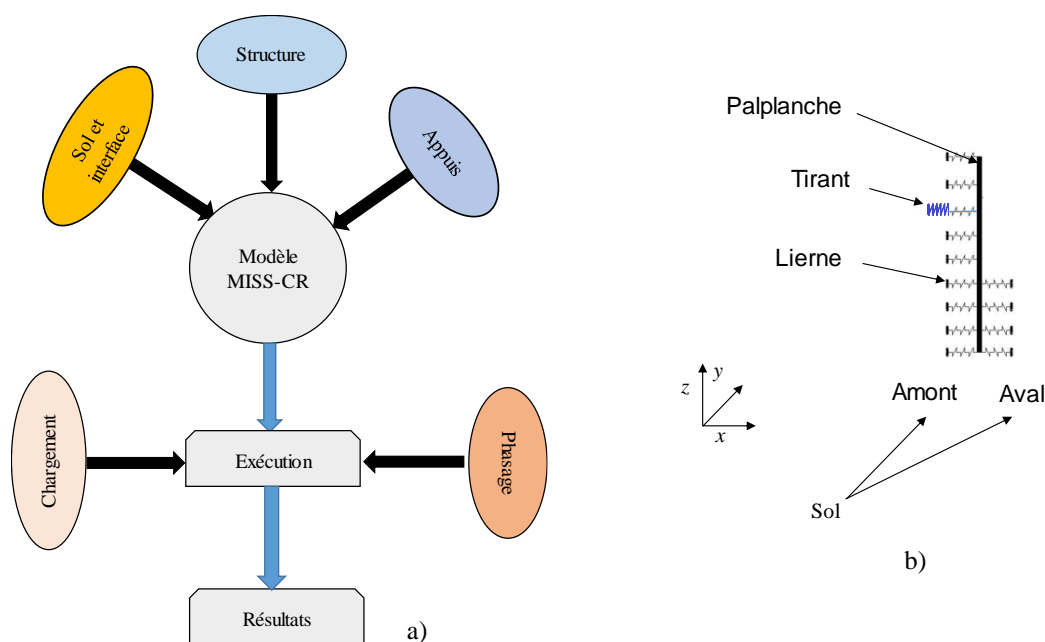 Structure
Sol et
interface
Appuis
Modèle
MISS-CR
Chargement
Exécution
Phasage
Résultats
a)
Palplanche
Tirant
Lierne
z
y
x
Amont
Aval
Sol
b)